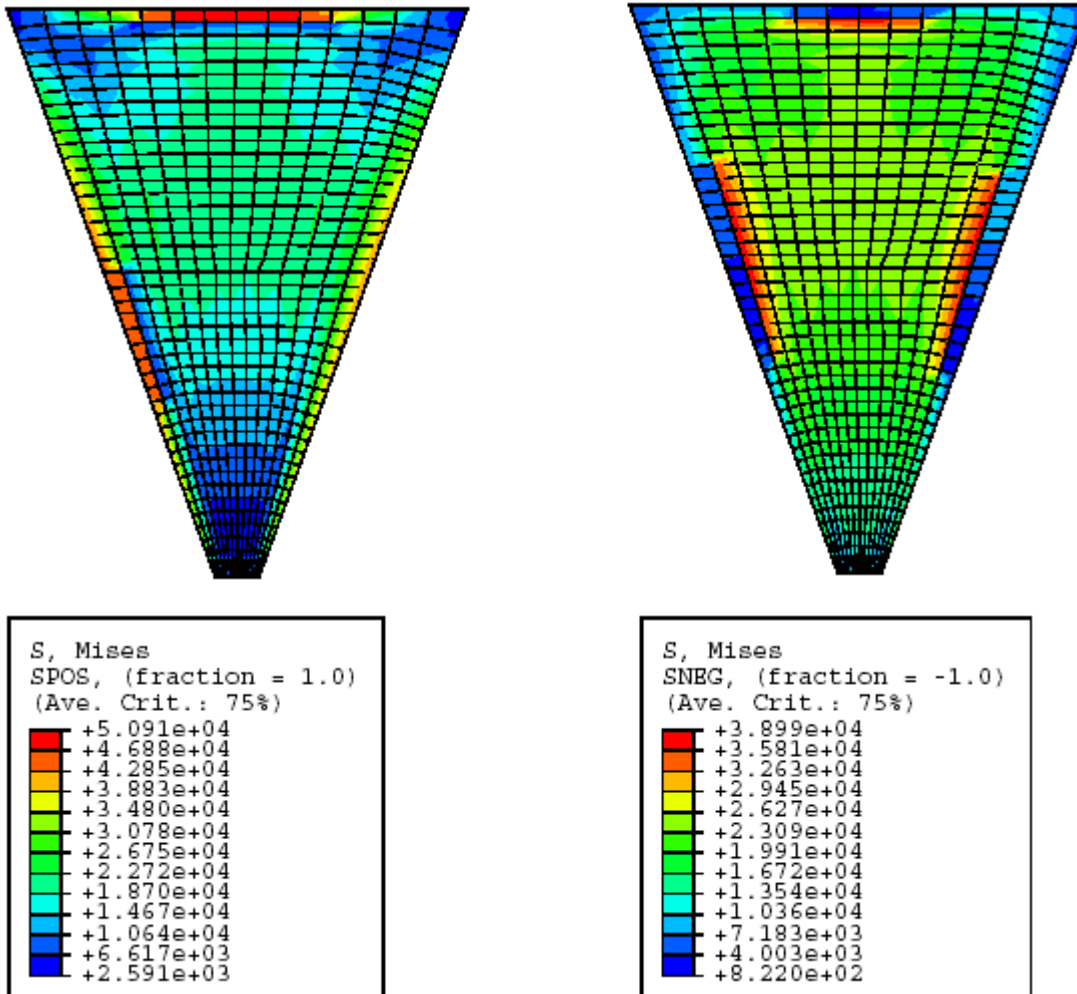 S, Mises
SPOS, (fraction = 1.0)
(Ave. Crit.: 75%)
+5.091e+04
+4.688e+04
+4.285e+04
+3.883e+04
+3.480e+04
+3.078e+04
+2.675e+04
+2.272e+04
+1.870e+04
+1.467e+04
+1.064e+04
+6.617e+03
+2.591e+03
S, Mises
SNEG, (fraction = -1.0)
(Ave. Crit.: 75%)
+3.899e+04
+3.581e+04
+3.263e+04
+2.945e+04
+2.627e+04
+2.309e+04
+1.991e+04
+1.672e+04
+1.354e+04
+1.036e+04
+7.183e+03
+4.003e+03
+8.220e+02